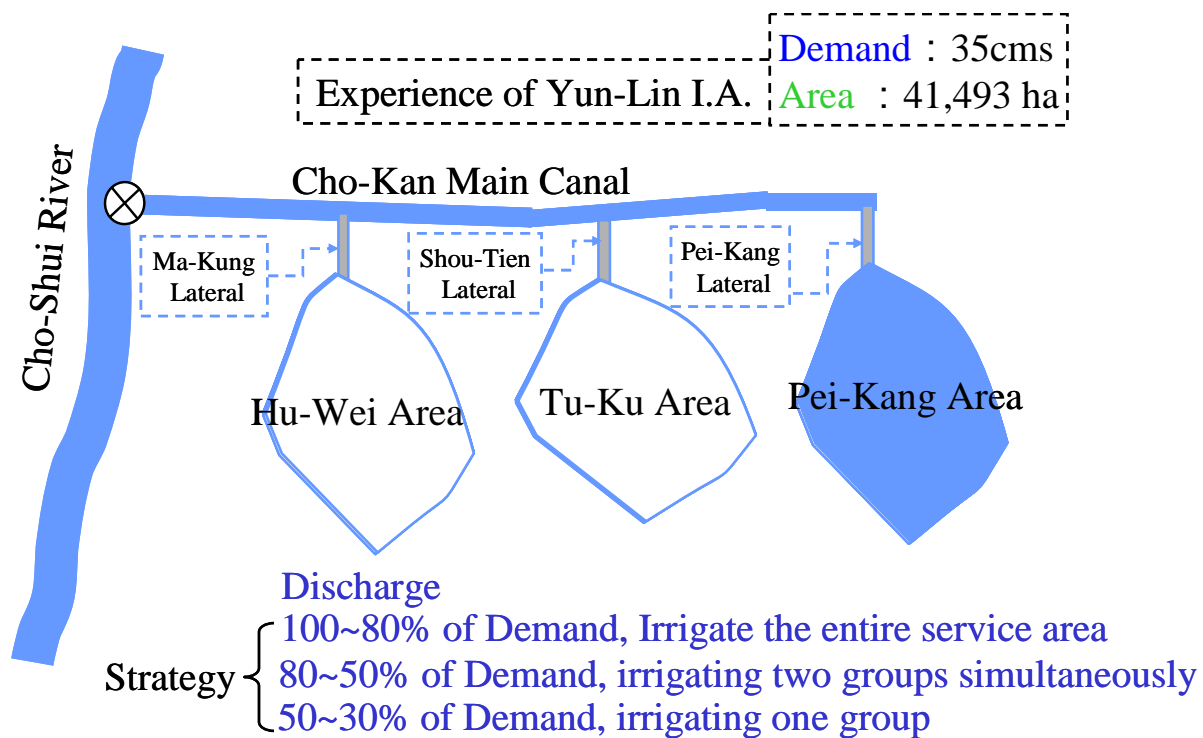 Demand : 35cms
Experience of Yun-Lin I.A.
Area : 41,493 ha
Cho-Shui River
Cho-Kan Main Canal
Ma-Kung
Lateral
Shou-Tien
Lateral
Pei-Kang
Lateral
Hu-Wei Area
Tu-Ku Area
Pei-Kang Area
Discharge
Strategy
100~80% of Demand, Irrigate the entire service area
80~50% of Demand, irrigating two groups simultaneously
50~30% of Demand, irrigating one group